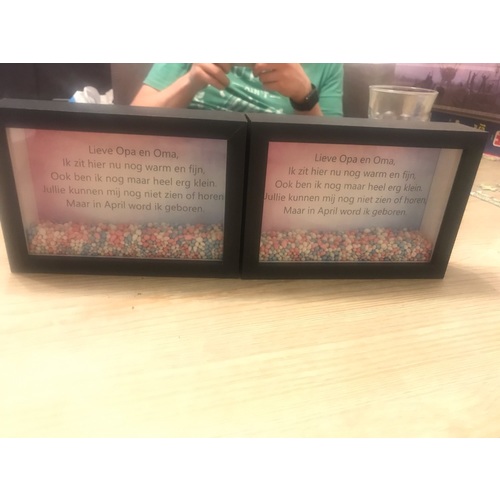 Lieve Opa en Oma,
Ik zit hier nu nog warm en fijn,
Ook ben ik nog maar heel erg klein.
Jullie kunnen mij nog niet zien of horen,
Maar in April word ik geboren.
Lieve Opa en Oma,
Ik zit hier nu nog warm en fijn,
Ook ben ik nog maar heel erg klein.
Jullie kunnen mij nog niet zien of horen,
Maar in April word ik geboren.